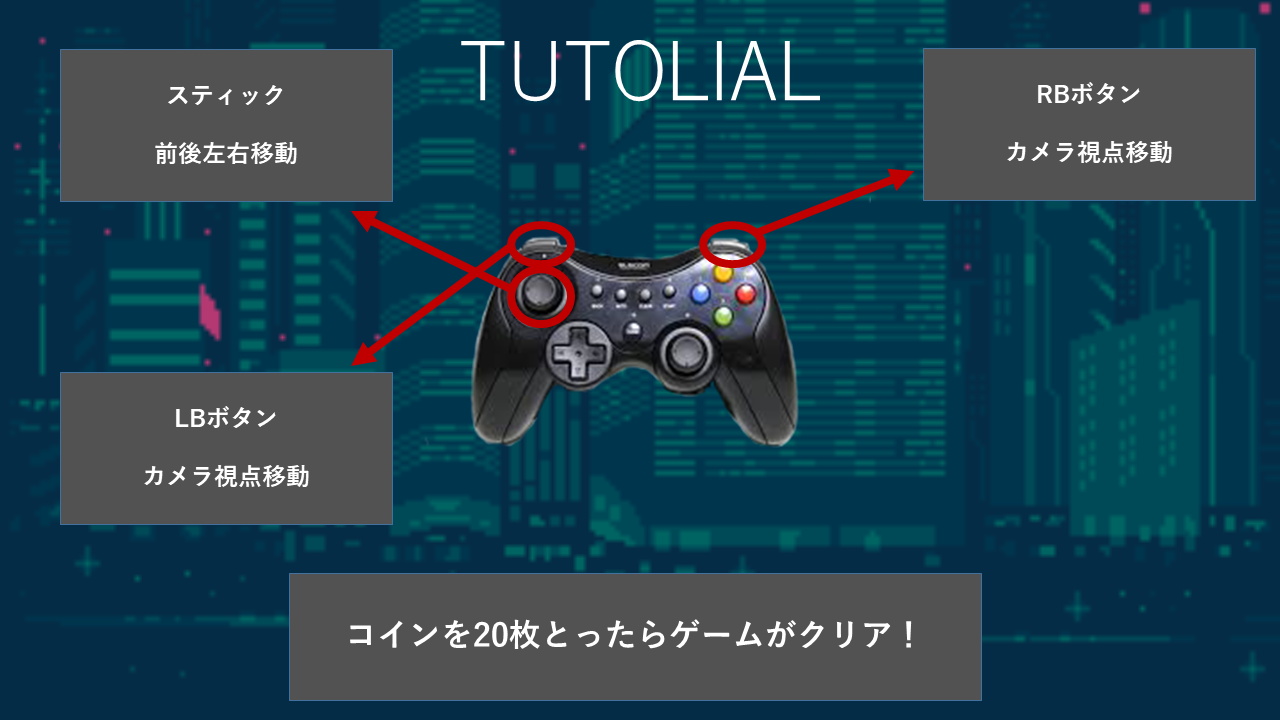 TUTOLIAL
スティック
前後左右移動
RBボタン
カメラ視点移動
ELECOM
LBボタン
カメラ視点移動
コインを20枚とったらゲームがクリア！